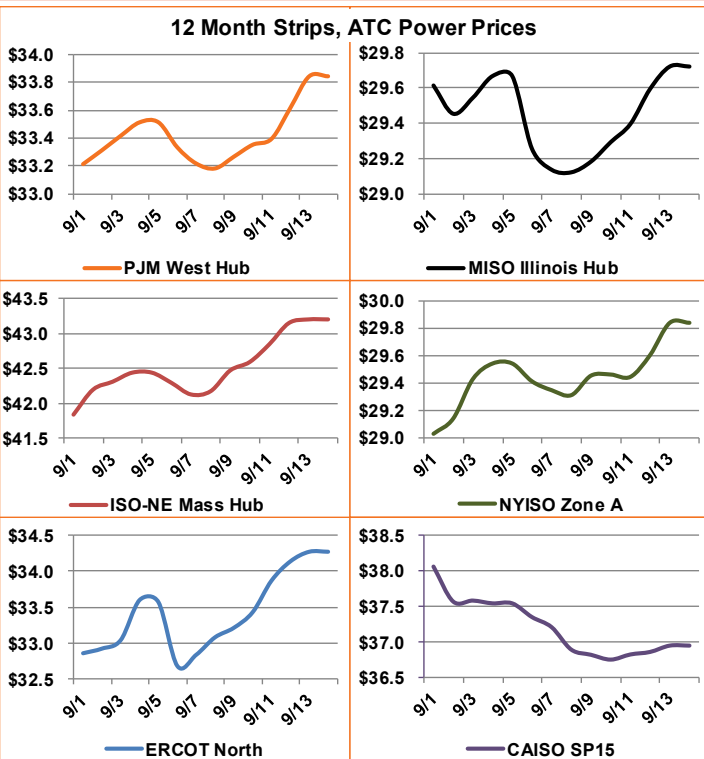 12 Month Strips, ATC Power Prices
$34.0
$33.8
$33.6
$33.4
$33.2
$33.0
9/1 9/3 9/5 9/7 9/9 9/11 9/13
PJM West Hub
$29.8
$29.6
$29.4
$29.2
$29.0
9/1 9/3 9/5 9/7 9/9 9/11 9/13
MISO Illinois Hub
$43.5
$43.0
$42.5
$42.0
$41.5
9/1 9/3 9/5 9/7 9/9 9/11 9/13
ISO-NE Mass Hub
$30.0
$29.8
$29.6
$29.4
$29.2
$29.0
9/1 9/3 9/5 9/7 9/9 9/11 9/13
NYISO Zone A
$34.5
$34.0
$33.5
$33.0
$32.5
9/1 9/3 9/5 9/7 9/9 9/11 9/13
ERCOT North
$38.5
$38.0
$37.5
$37.0
$36.5
9/1 9/3 9/5 9/7 9/9 9/11 9/13
CAISO SP15